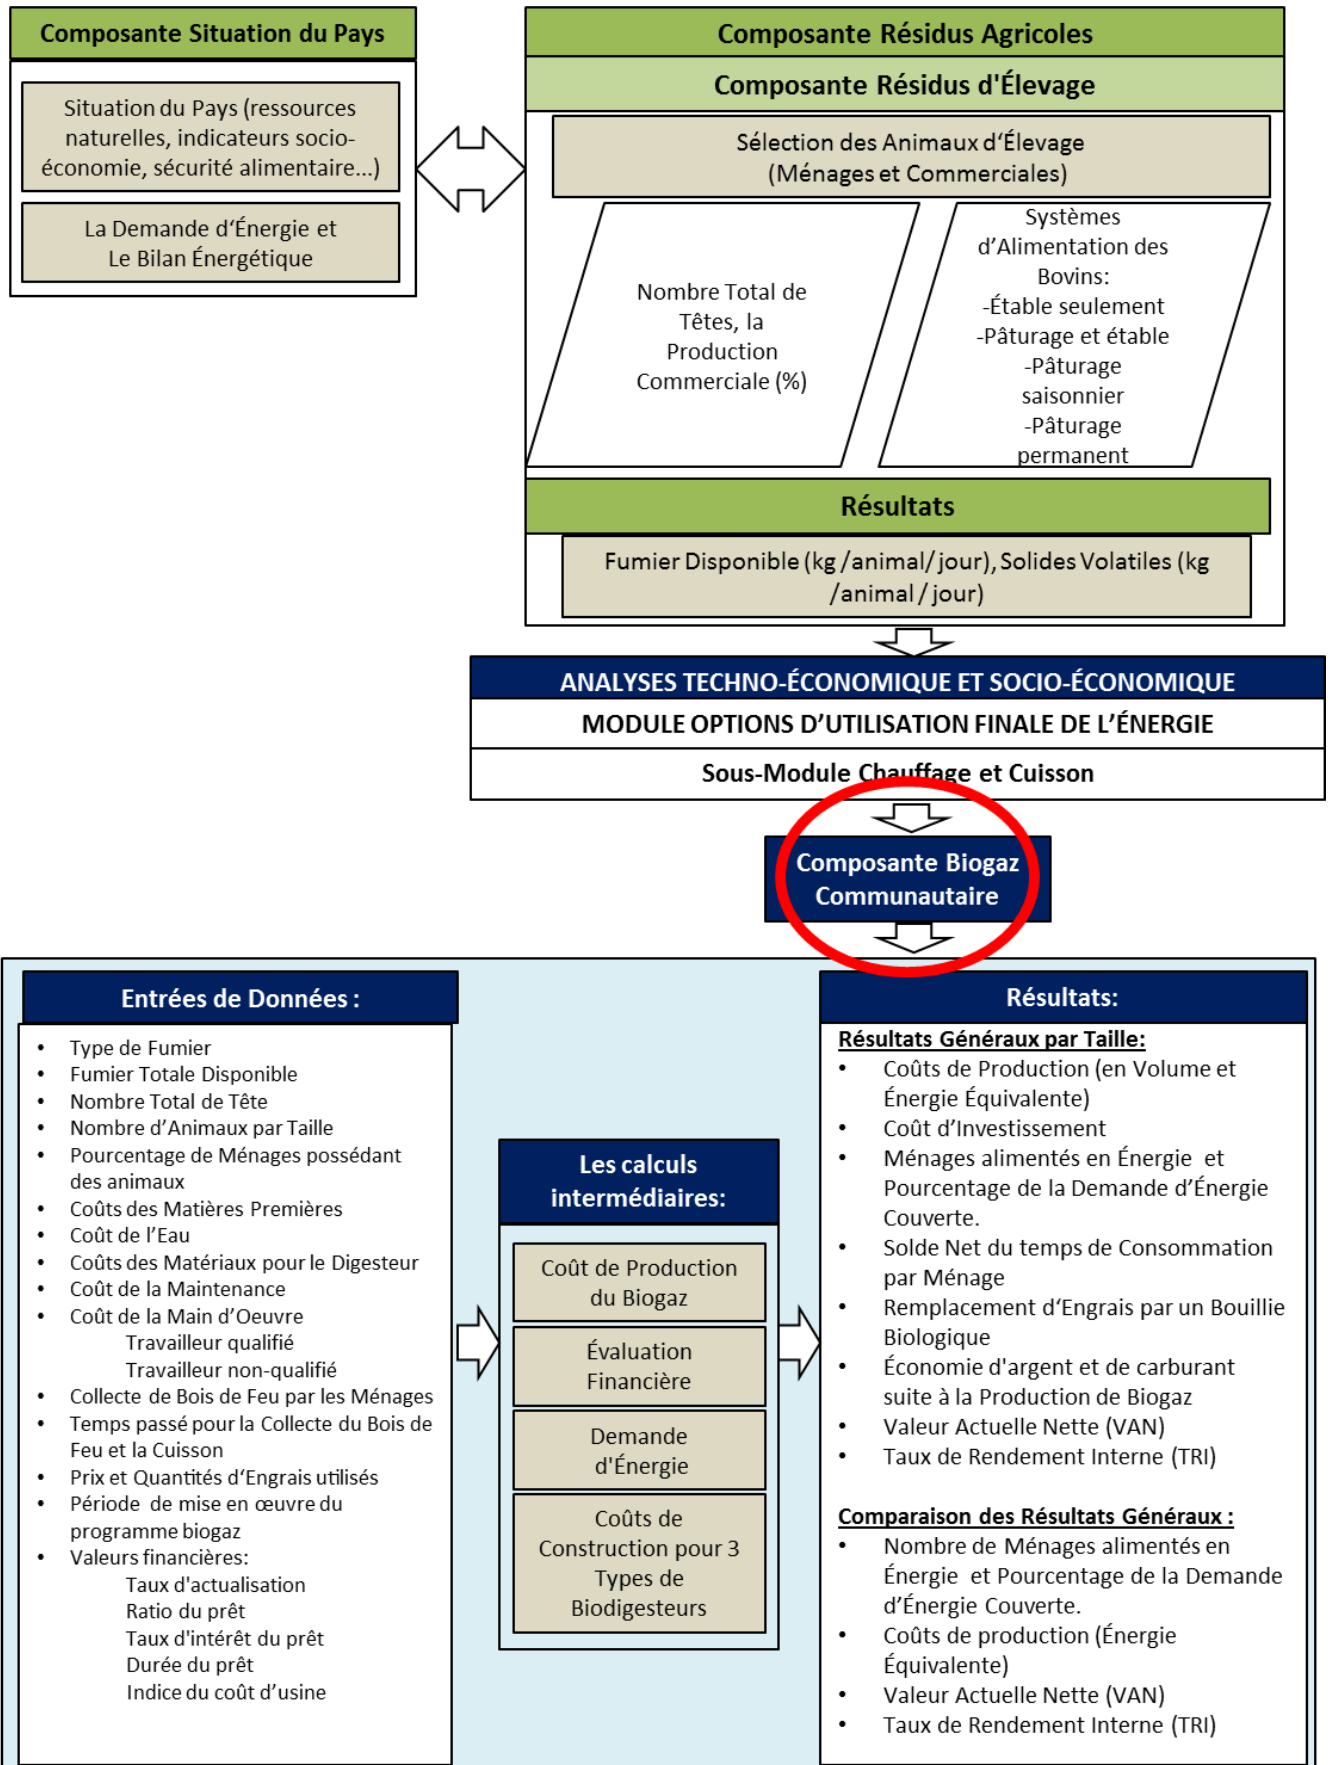 Composante Situation du Pays
Situation du Pays (ressources
naturelles, indicateurs socio-
économie, sécurité alimentaire...)
La Demande d‘Énergie et
Le Bilan Énergétique
Composante Résidus Agricoles
Composante Résidus d'Élevage
Sélection des Animaux d‘Élevage
(Ménages et Commerciales)
Nombre Total de
Têtes, la
Production
Commerciale (%)
Systèmes
d’Alimentation des
Bovins:
-Étable seulement
-Pâturage et étable
-Pâturage
saisonnier
-Pâturage
permanent
Résultats
Fumier Disponible (kg /animal/ jour), Solides Volatiles (kg
/animal / jour)
ANALYSES TECHNO-ÉCONOMIQUE ET SOCIO-ÉCONOMIQUE
MODULE OPTIONS D’UTILISATION FINALE DE L’ÉNERGIE
Sous-Module Chauffage et Cuisson
Composante Biogaz
Communautaire
Entrées de Données :
• Type de Fumier
• Fumier Totale Disponible
• Nombre Total de Tête
• Nombre d’Animaux par Taille
• Pourcentage de Ménages possédant
des animaux
• Coûts des Matières Premières
• Coût de l’Eau
• Coûts des Matériaux pour le Digesteur
• Coût de la Maintenance
• Coût de la Main d’Oeuvre
Travailleur qualifié
Travailleur non-qualifié
• Collecte de Bois de Feu par les Ménages
• Temps passé pour la Collecte du Bois de
Feu et la Cuisson
• Prix et Quantités d‘Engrais utilisés
• Période de mise en œuvre du
programme biogaz
• Valeurs financières:
Taux d'actualisation
Ratio du prêt
Taux d'intérêt du prêt
Durée du prêt
Indice du coût d’usine
Les calculs
intermédiaires:
Coût de Production
du Biogaz
Évaluation
Financière
Demande
d'Énergie
Coûts de
Construction pour 3
Types de
Biodigesteurs
Résultats:
Résultats Généraux par Taille:
• Coûts de Production (en Volume et
Énergie Équivalente)
• Coût d’Investissement
• Ménages alimentés en Énergie et
Pourcentage de la Demande d’Énergie
Couverte.
• Solde Net du temps de Consommation
par Ménage
• Remplacement d‘Engrais par un Bouillie
Biologique
• Économie d'argent et de carburant
suite à la Production de Biogaz
• Valeur Actuelle Nette (VAN)
• Taux de Rendement Interne (TRI)
Comparaison des Résultats Généraux :
• Nombre de Ménages alimentés en
Énergie et Pourcentage de la Demande
d’Énergie Couverte.
• Coûts de production (Énergie
Équivalente)
• Valeur Actuelle Nette (VAN)
• Taux de Rendement Interne (TRI)